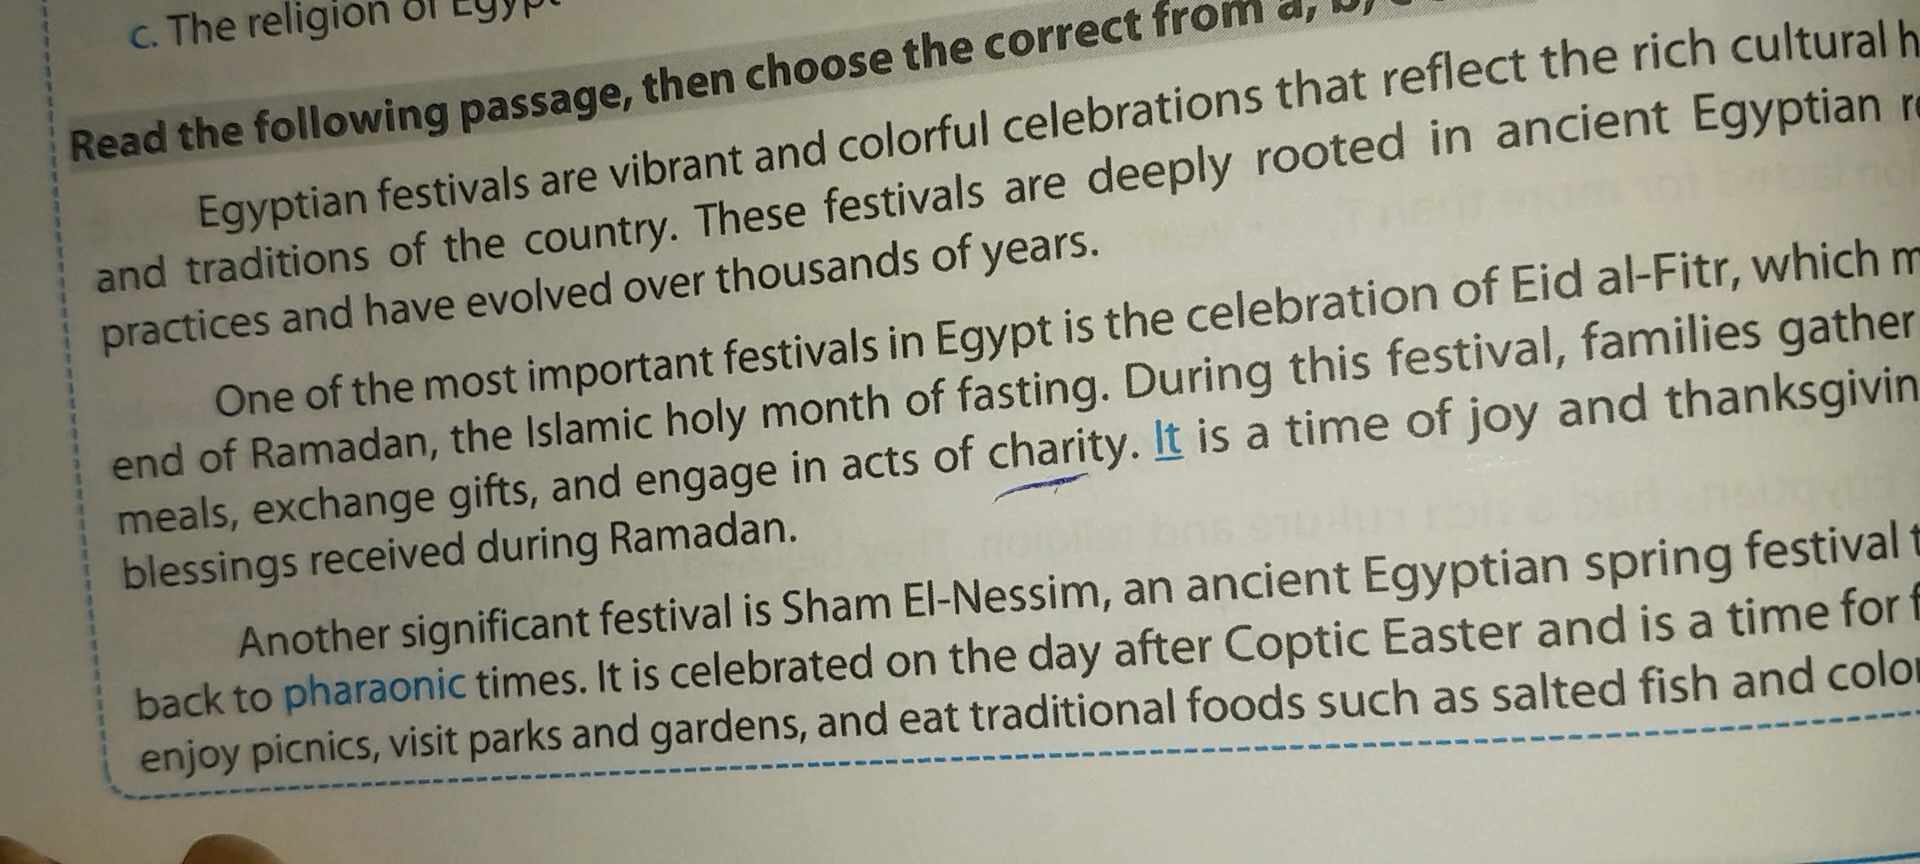 c. The religion of Egypt
Read the following passage, then choose the correct from a, b,
Egyptian festivals are vibrant and colorful celebrations that reflect the rich cultural
and traditions of the country. These festivals are deeply rooted in ancient Egyptian
practices and have evolved over thousands of years.
One of the most important festivals in Egypt is the celebration of Eid al-Fitr, which
end of Ramadan, the Islamic holy month of fasting. During this festival, families gather
meals, exchange gifts, and engage in acts of charity. It is a time of joy and thanksgivin
blessings received during Ramadan.
Another significant festival is Sham El-Nessim, an ancient Egyptian spring festival
back to pharaonic times. It is celebrated on the day after Coptic Easter and is a time for
enjoy picnics, visit parks and gardens, and eat traditional foods such as salted fish and